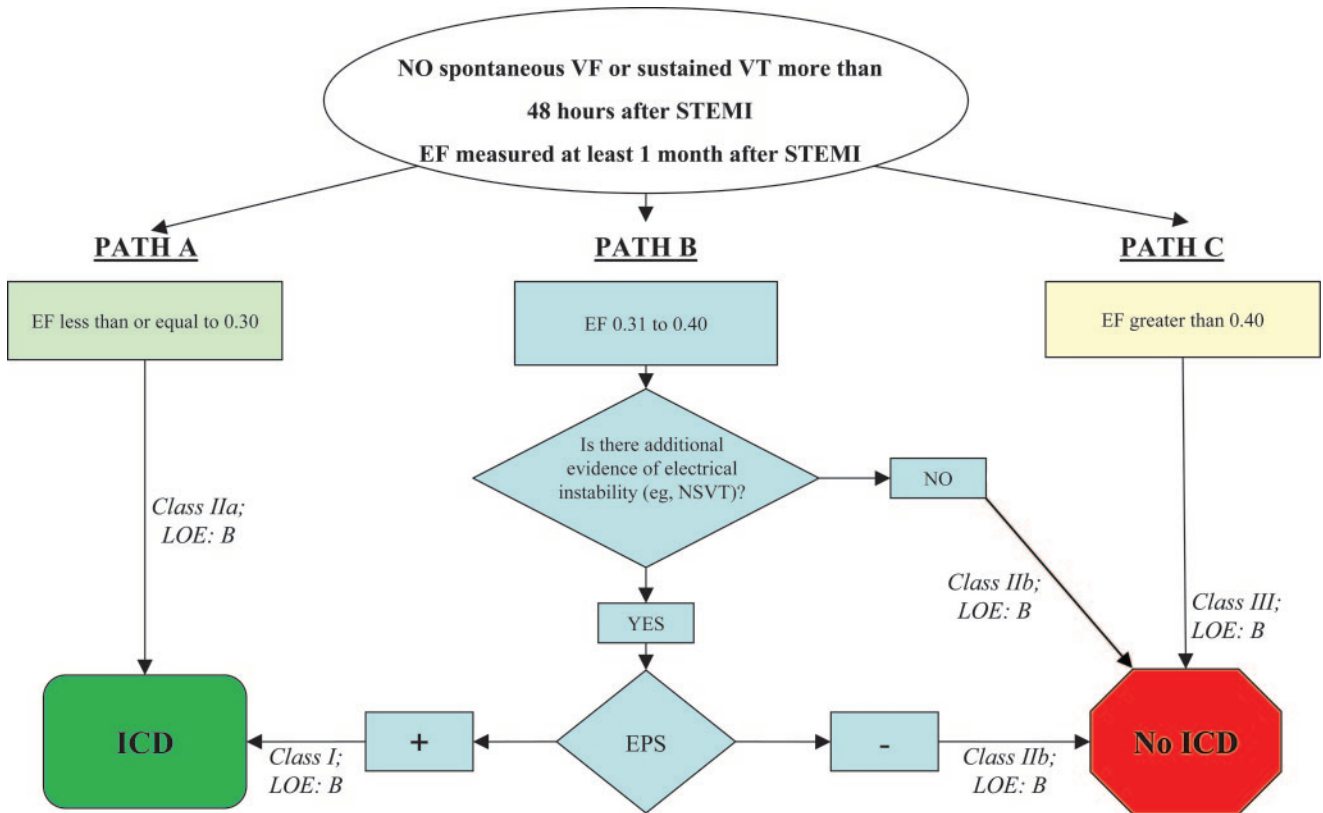 NO spontaneous VF or sustained VT more than
48 hours after STEMI
EF measured at least 1 month after STEMI
PATH A
PATH B
PATH C
EF less than or equal to 0.30
EF 0.31 to 0.40
EF greater than 0.40
Is there additional
evidence of electrical
instability (eg, NSVT)?
NO
Class IIa;
LOE: B
Class IIb;
LOE: B
Class III;
LOE: B
YES
ICD
+
EPS
-
No ICD
Class I;
LOE: B
Class IIb;
LOE: B